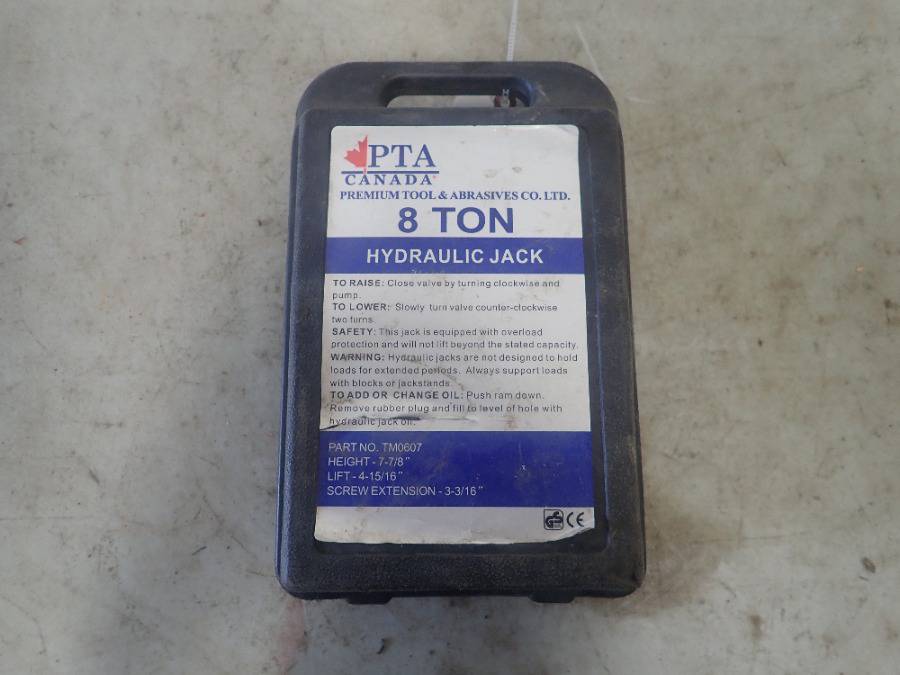 PTA
CANADA
PREMIUM TOOL & ABRASIVES CO. LTD.
8 TON
HYDRAULIC JACK
TO RAISE: Close valve by turning clockwise and
pump.
TO LOWER: Slowly turn valve counter-clockwise
two turns.
SAFETY: This jack is equipped with overload
protection and will not lift beyond the stated capacity.
WARNING: Hydraulic jacks are not designed to hold
loads for extended periods. Always support loads
with blocks or jackstands.
TO ADD OR CHANGE OIL: Push ram down.
Remove rubber plug and fill to level of hole with
hydraulic jack oil.
PART NO. TM0607
HEIGHT - 7-7/8"
LIFT - 4-15/16"
SCREW EXTENSION - 3-3/16"
CE